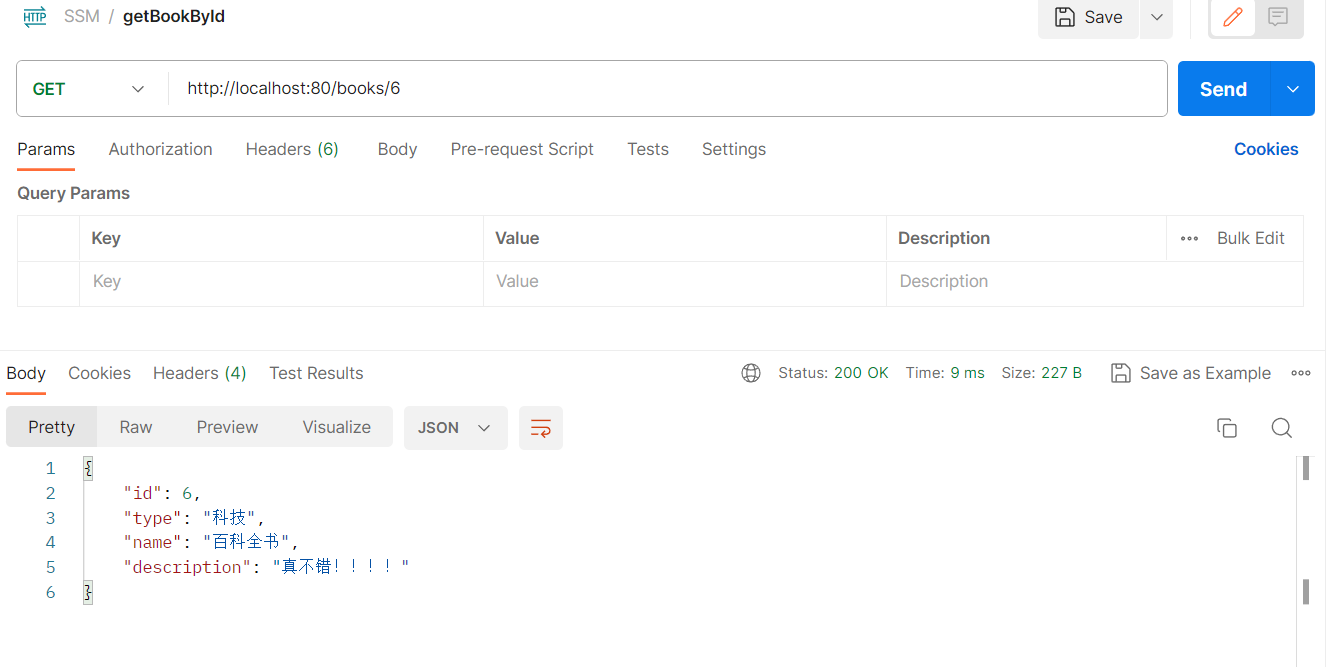 HTTP SSM / getBookById Save
GET http://localhost:80/books/6 Send
Params Authorization Headers (6) Body Pre-request Script Tests Settings Cookies
Query Params
Key Value Description ••• Bulk Edit
Key Value Description
Body Cookies Headers (4) Test Results Status: 200 OK Time: 9 ms Size: 227 B Save as Example •••
Pretty Raw Preview Visualize JSON
1 {
2 "id": 6,
3 "type": "科技",
4 "name": "百科全书",
5 "description": "真不错！！！！"
6 }